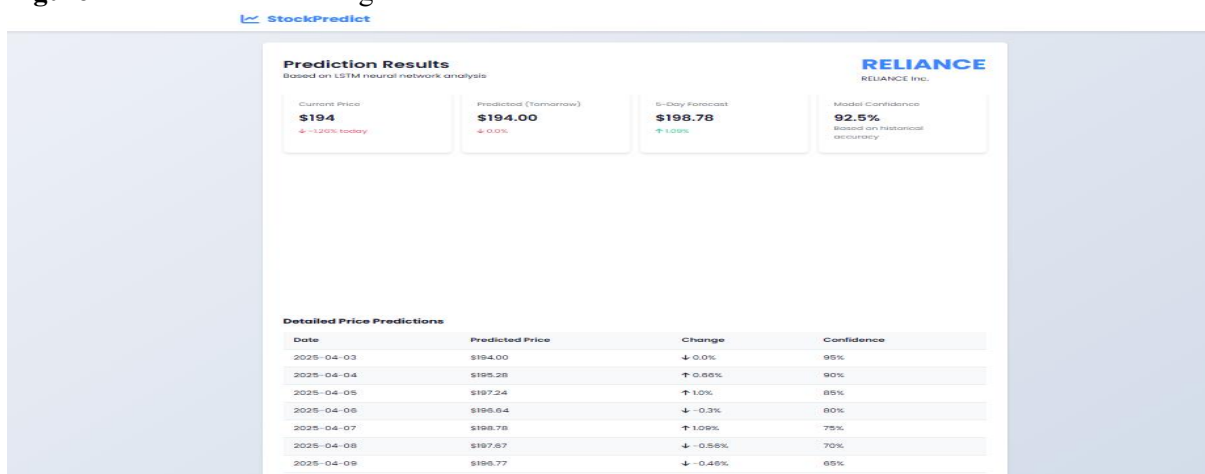 StockPredict
Prediction Results
Based on LSTM neural network analysis
RELIANCE
RELIANCE Inc.
Current Price
$194
↓ -1.26% today
Predicted (Tomorrow)
$194.00
↓ 0.0%
5-Day Forecast
$198.78
↑ 1.09%
Model Confidence
92.5%
Based on historical
accuracy
Detailed Price Predictions
Date Predicted Price Change Confidence
2025-04-03 $194.00 ↓ 0.0% 95%
2025-04-04 $195.28 ↑ 0.66% 90%
2025-04-05 $197.24 ↑ 1.0% 85%
2025-04-06 $196.64 ↓ -0.3% 80%
2025-04-07 $198.78 ↑ 1.09% 75%
2025-04-08 $197.67 ↓ -0.56% 70%
2025-04-09 $196.77 ↓ -0.46% 65%